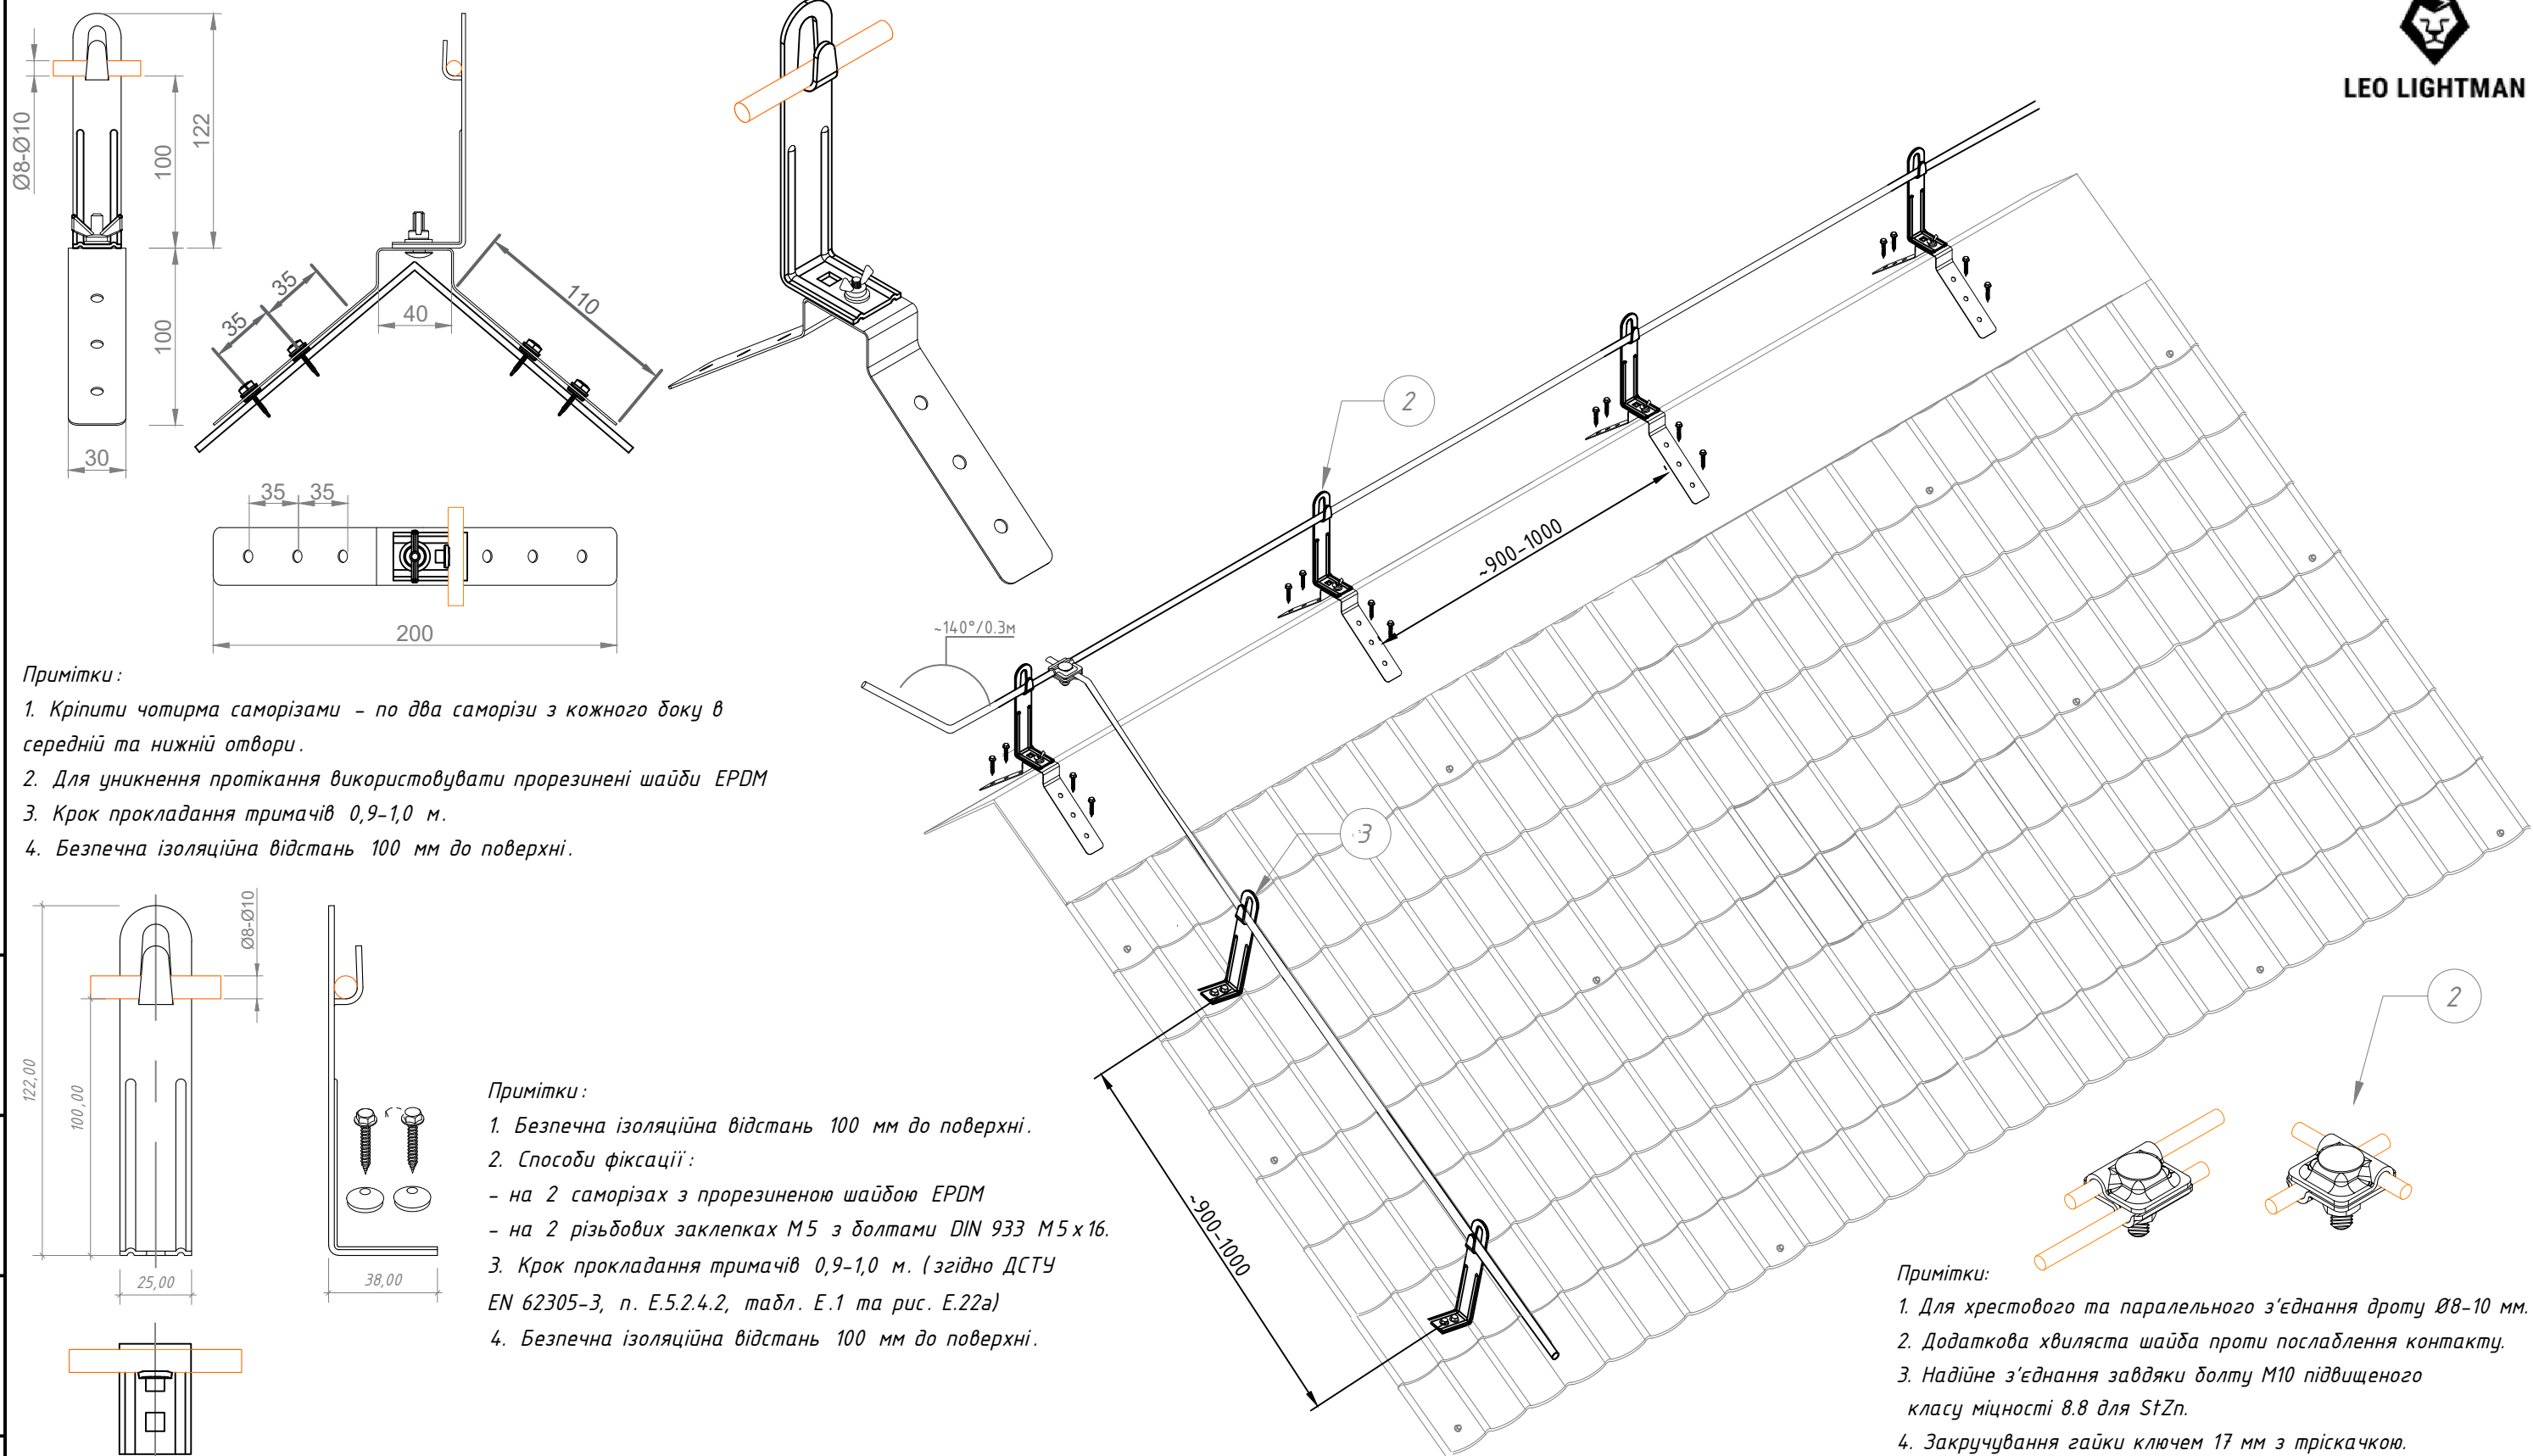 LEO LIGHTMAN
Ø8-Ø10
100
122
100
30
35
35
40
110
35
35
200
2
~900-1000
~140°/0.3м
3
~900-1000
2
Примітки:
1. Кріпити чотирма саморізами - по два саморізи з кожного боку в
середній та нижній отвори.
2. Для уникнення протікання використовувати прорезинені шайби EPDM
3. Крок прокладання тримачів 0,9-1,0 м.
4. Безпечна ізоляційна відстань 100 мм до поверхні.
Ø8-Ø10
122,00
100,00
25,00
38,00
Примітки:
1. Безпечна ізоляційна відстань 100 мм до поверхні.
2. Способи фіксації:
- на 2 саморізах з прорезиненою шайбою EPDM
- на 2 різьбових заклепках М5 з болтами DIN 933 М5х16.
3. Крок прокладання тримачів 0,9-1,0 м. (згідно ДСТУ
EN 62305-3, п. E.5.2.4.2, табл. E.1 та рис. E.22a)
4. Безпечна ізоляційна відстань 100 мм до поверхні.
Примітки:
1. Для хрестового та паралельного з'єднання дроту Ø8-10 мм.
2. Додаткова хвиляста шайба проти послаблення контакту.
3. Надійне з'єднання завдяки болту М10 підвищеного
класу міцності 8.8 для StZn.
4. Закручування гайки ключем 17 мм з тріскачкою.